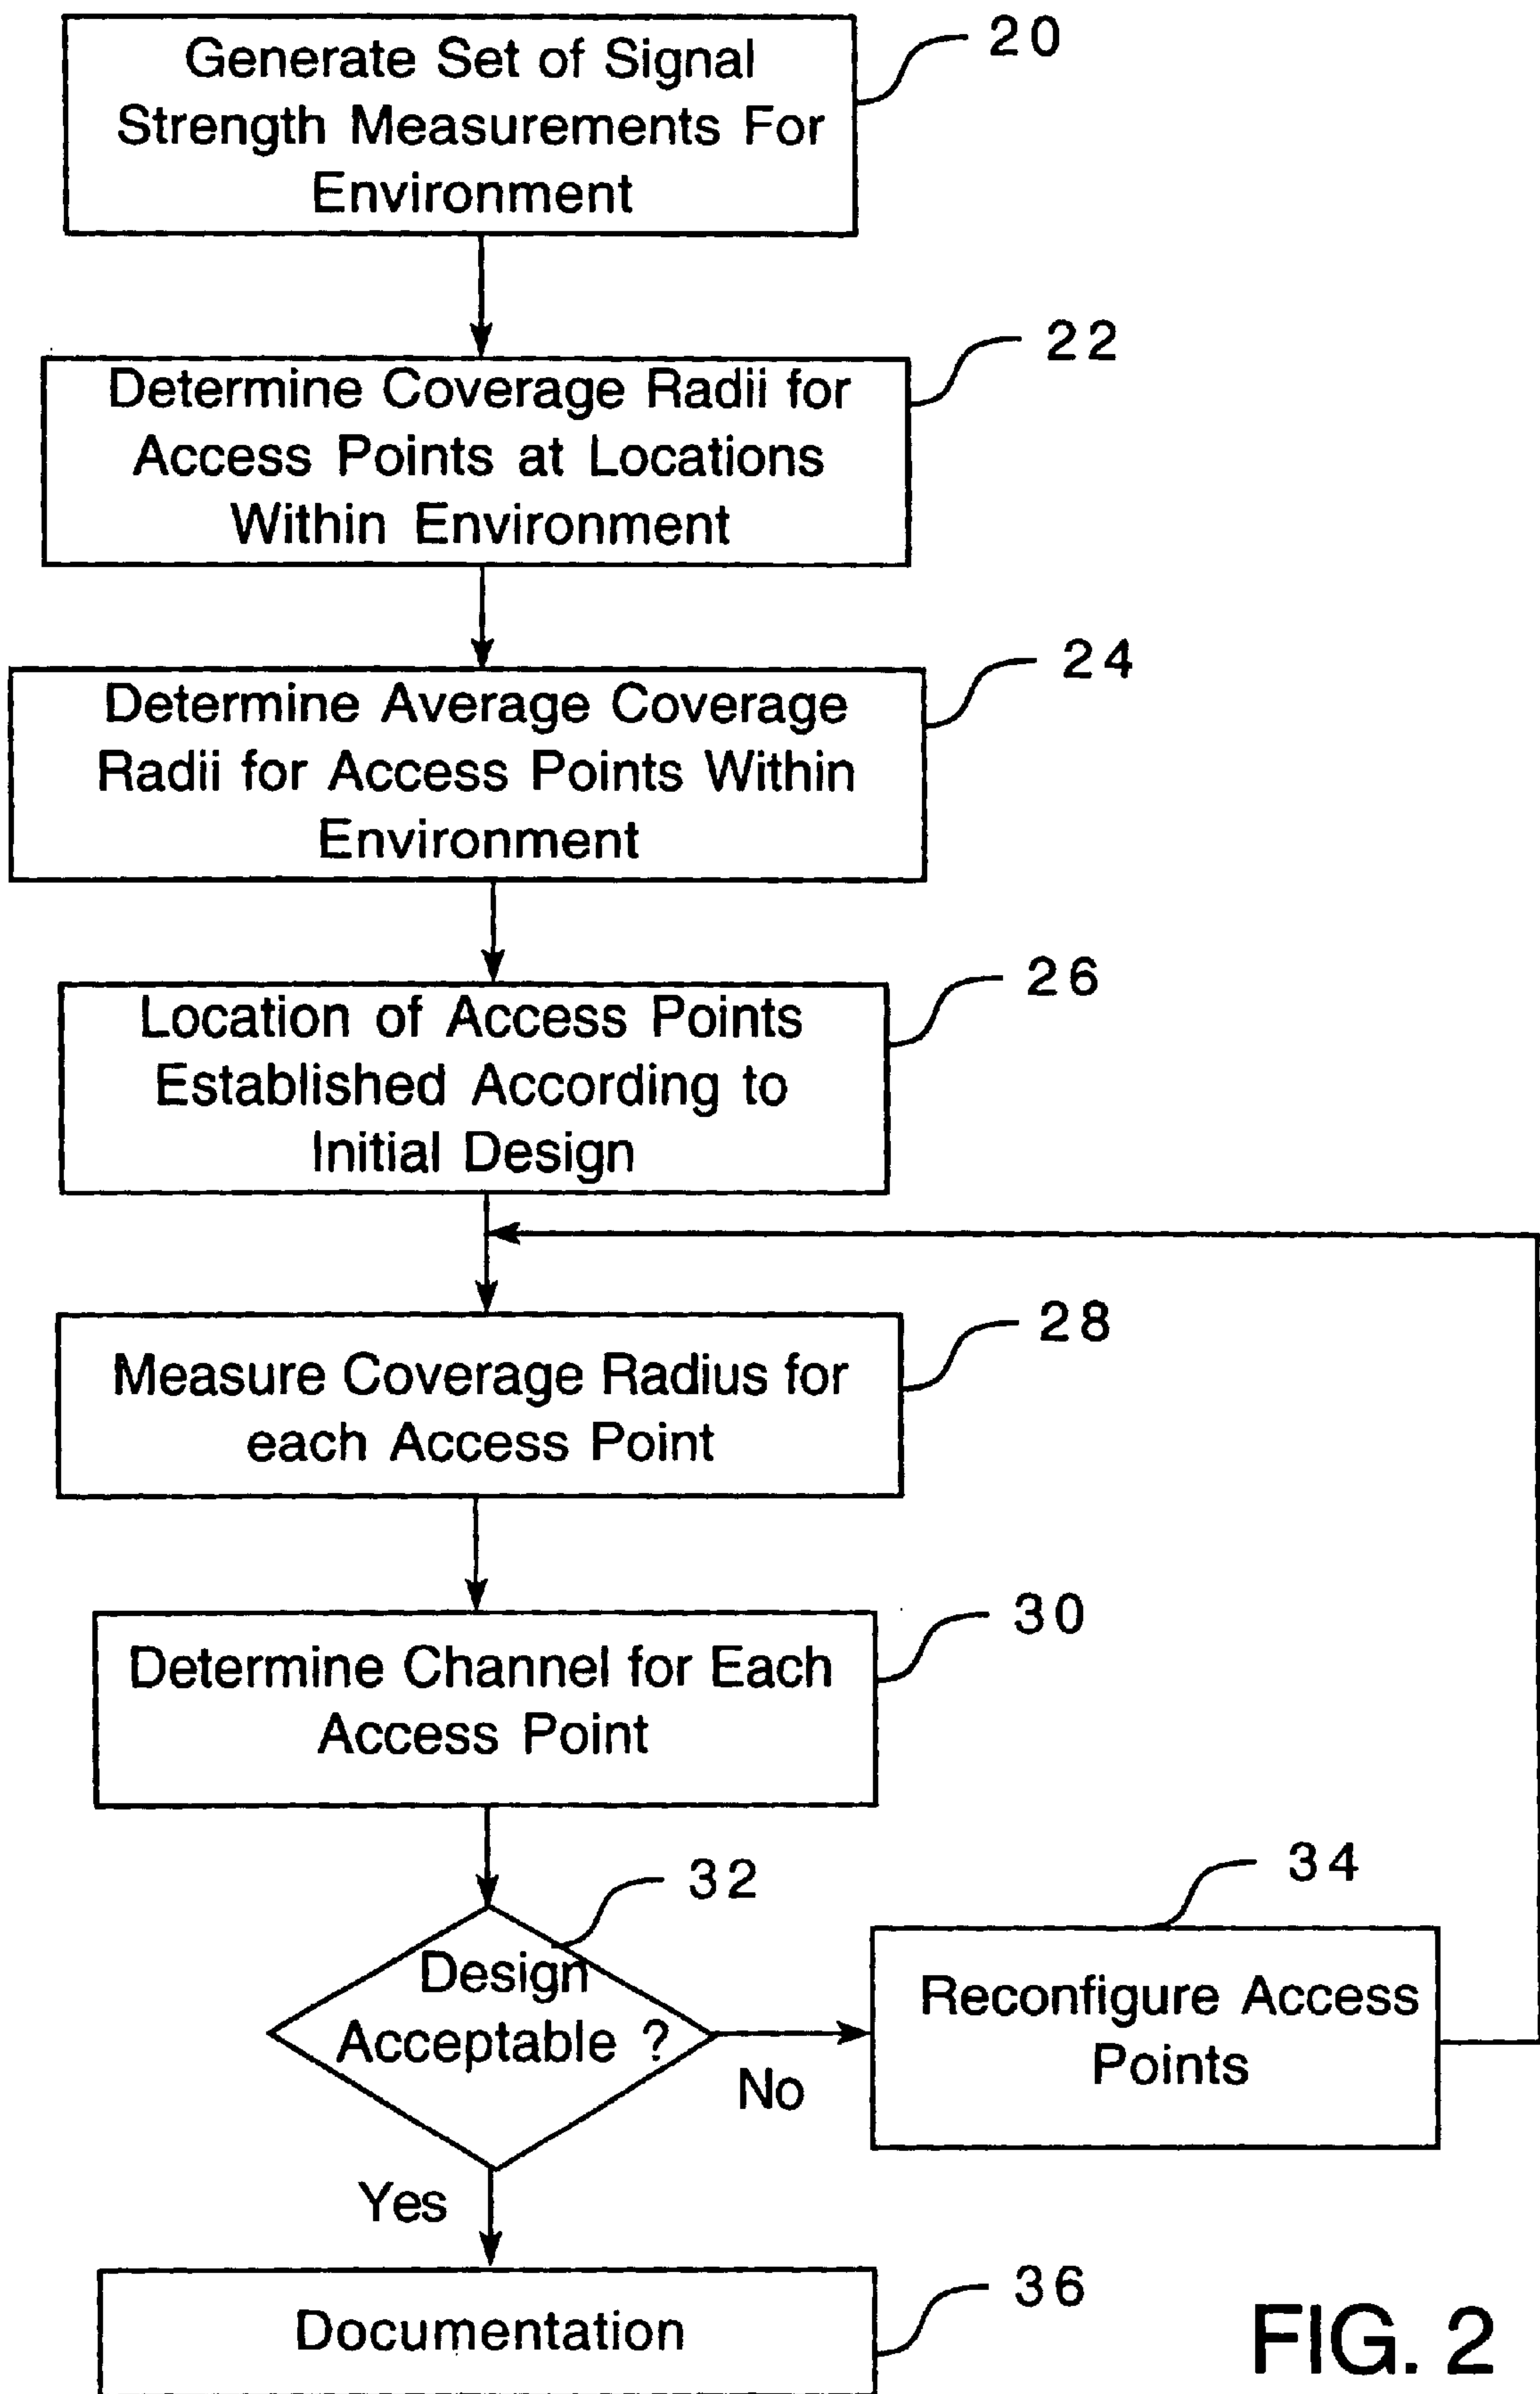 Generate Set of Signal
Strength Measurements For
Environment
20
Determine Coverage Radii for
Access Points at Locations
Within Environment
22
Determine Average Coverage
Radii for Access Points Within
Environment
24
Location of Access Points
Established According to
Initial Design
26
Measure Coverage Radius for
each Access Point
28
Determine Channel for Each
Access Point
30
Design
Acceptable ?
32
No
Reconfigure Access
Points
34
Yes
Documentation
36
FIG. 2